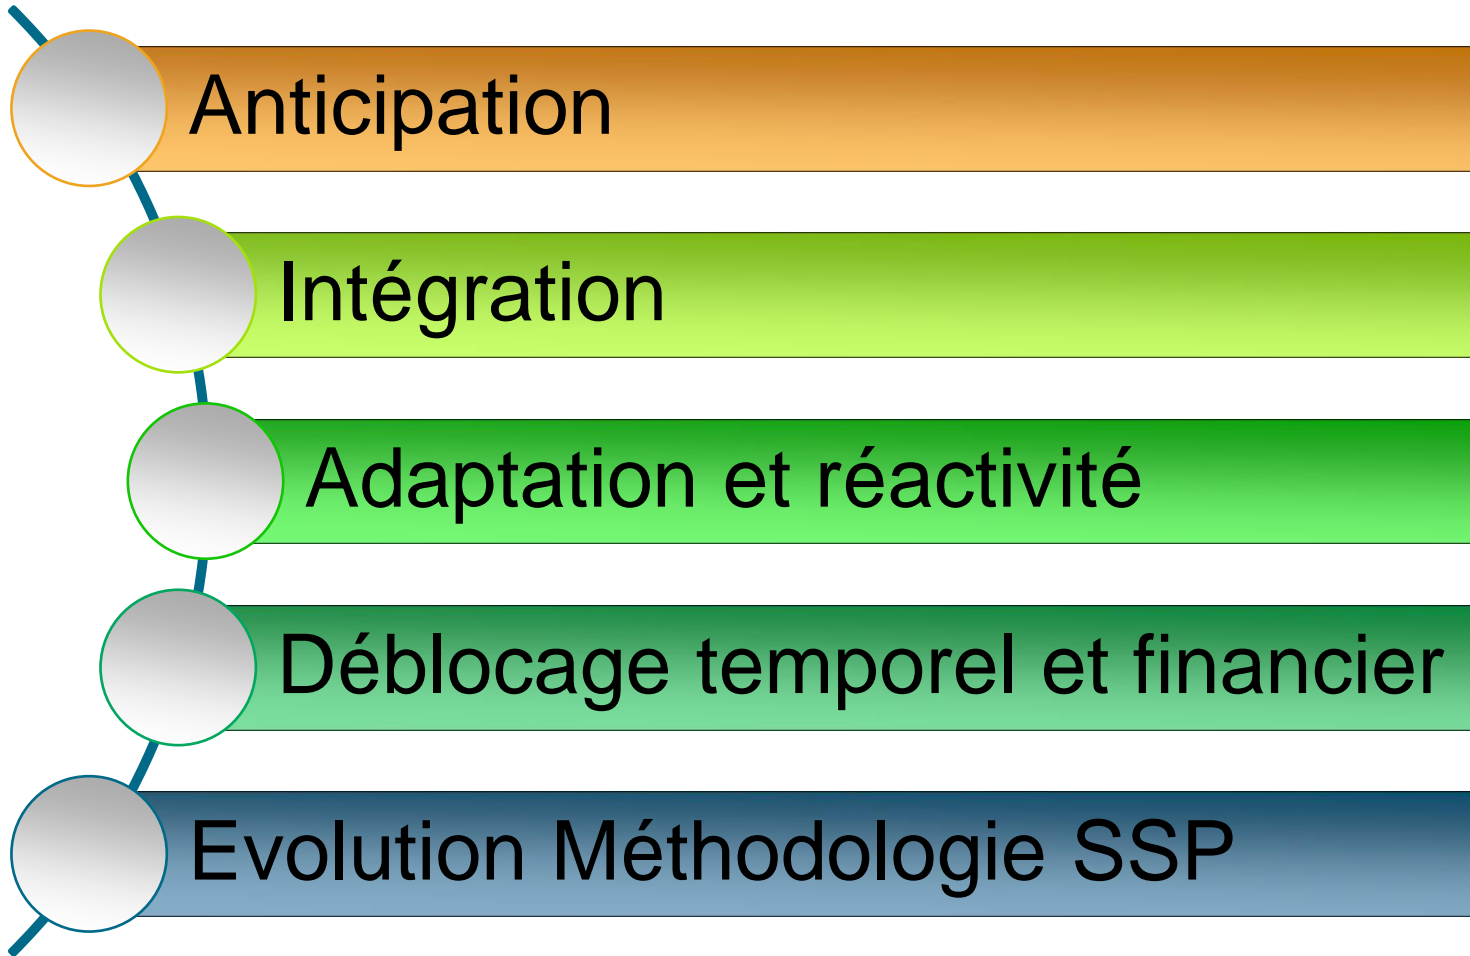 Anticipation
Intégration
Adaptation et réactivité
Déblocage temporel et financier
Evolution Méthodologie SSP